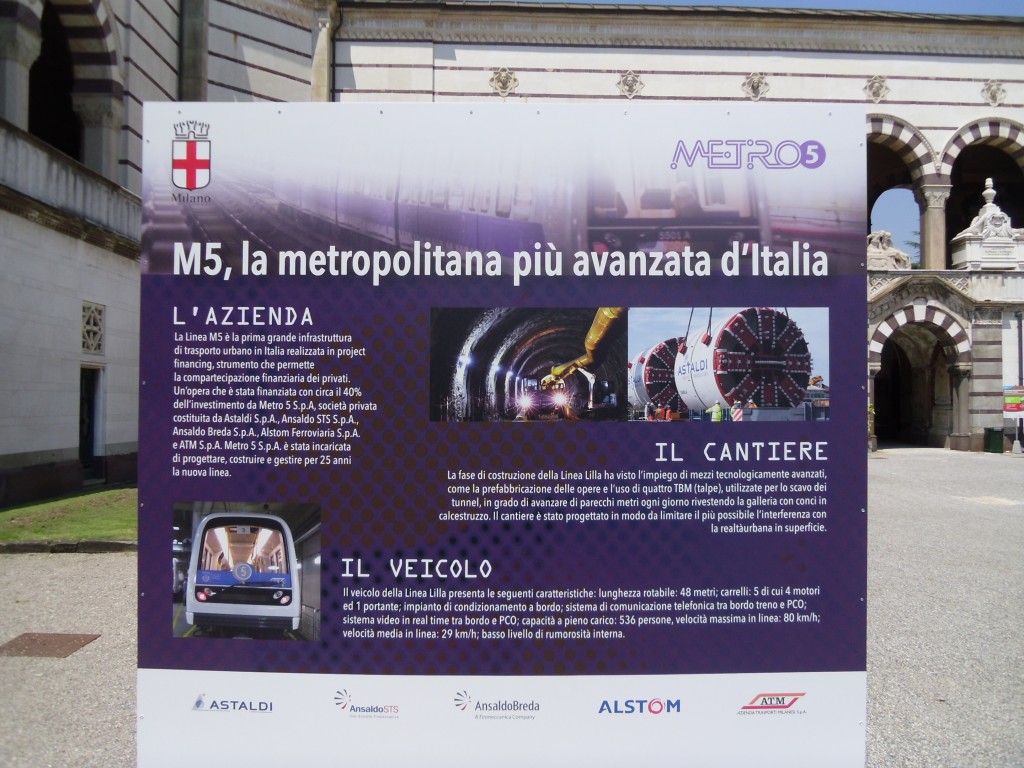 Milano
METRO5
M5, la metropolitana più avanzata d'Italia
L'AZIENDA
La Linea M5 è la prima grande infrastruttura
di trasporto urbano in Italia realizzata in project
financing, strumento che permette
la compartecipazione finanziaria dei privati.
Un'opera che è stata finanziata con circa il 40%
dell'investimento da Metro 5 S.p.A, società privata
costituita da Astaldi S.p.A., Ansaldo STS S.p.A.,
Ansaldo Breda S.p.A., Alstom Ferroviaria S.p.A.
e ATM S.p.A. Metro 5 S.p.A. è stata incaricata
di progettare, costruire e gestire per 25 anni
la nuova linea.
ASTALDI
IL CANTIERE
La fase di costruzione della Linea Lilla ha visto l'impiego di mezzi tecnologicamente avanzati,
come la prefabbricazione delle opere e l'uso di quattro TBM (talpe), utilizzate per lo scavo dei
tunnel, in grado di avanzare di parecchi metri ogni giorno rivestendo la galleria con conci in
calcestruzzo. Il cantiere è stato progettato in modo da limitare il più possibile l'interferenza con
la realtàurbana in superficie.
5
IL VEICOLO
Il veicolo della Linea Lilla presenta le seguenti caratteristiche: lunghezza rotabile: 48 metri; carrelli: 5 di cui 4 motori
ed 1 portante; impianto di condizionamento a bordo; sistema di comunicazione telefonica tra bordo treno e PCO;
sistema video in real time tra bordo e PCO; capacità a pieno carico: 536 persone, velocità massima in linea: 80 km/h;
velocità media in linea: 29 km/h; basso livello di rumorosità interna.
ASTALDI
AnsaldoSTS
AnsaldoBreda
A Finmeccanica Company
ALSTOM
ATM
AZIENDA TRASPORTI MILANESI S.p.A.